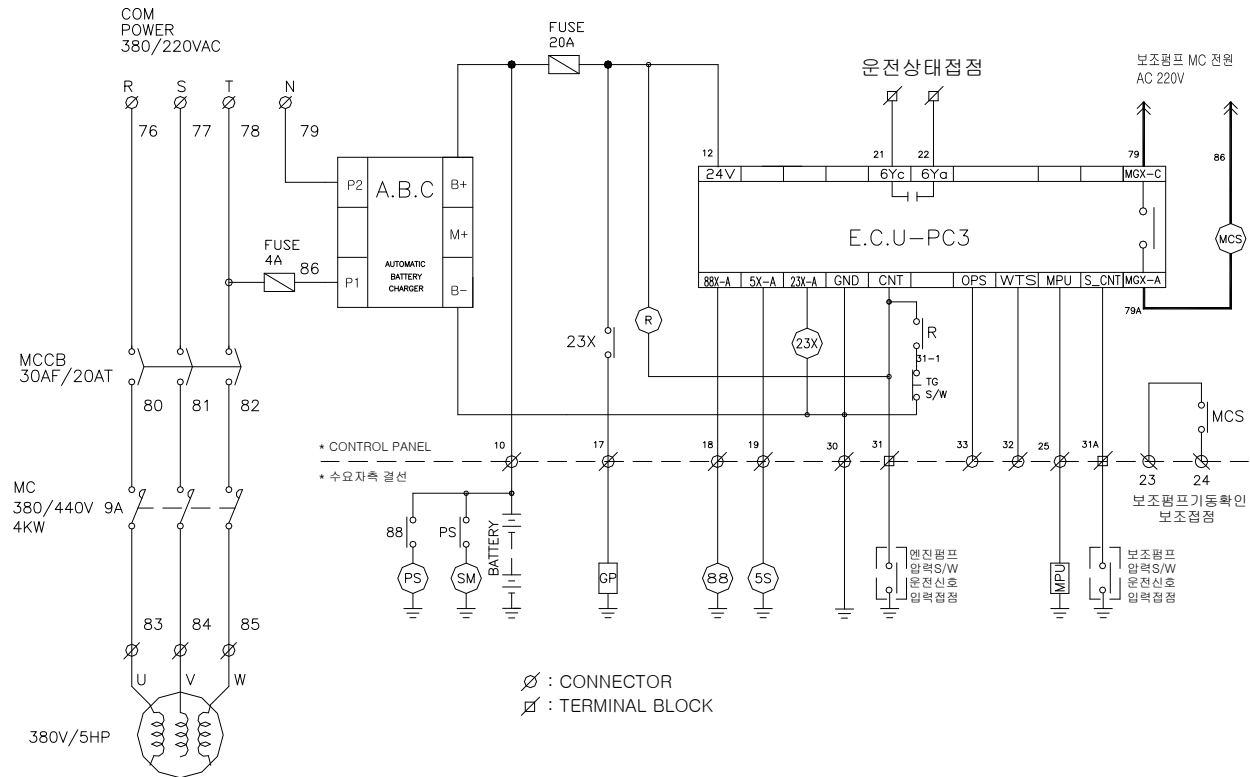 COM
POWER
380/220VAC
R
S
T
N
76
77
78
79
FUSE
20A
FUSE
4A
86
P2
A.B.C
B+
M+
P1
AUTOMATIC
BATTERY
CHARGER
B-
운전상태접점
보조펌프 MC 전원
AC 220V
12
21
22
79
86
24V
6Yc
6Ya
MGX-C
E.C.U-PC3
MCS
88X-A
5X-A
23X-A
GND
CNT
OPS
WTS
MPU
S_CNT
MGX-A
79A
23X
R
23X
R
31-1
TG
S/W
MCCB
30AF/20AT
80
81
82
MCS
* CONTROL PANEL
* 수요자측 결선
10
17
18
19
30
31
33
32
25
31A
23
24
보조펌프기동확인
보조접점
MC
380/440V 9A
4KW
88
PS
BATTERY
PS
SM
GP
88
5S
엔진펌프
압력S/W
운전신호
입력접점
MPU
보조펌프
압력S/W
운전신호
입력접점
83
84
85
U
V
W
380V/5HP
: CONNECTOR
: TERMINAL BLOCK